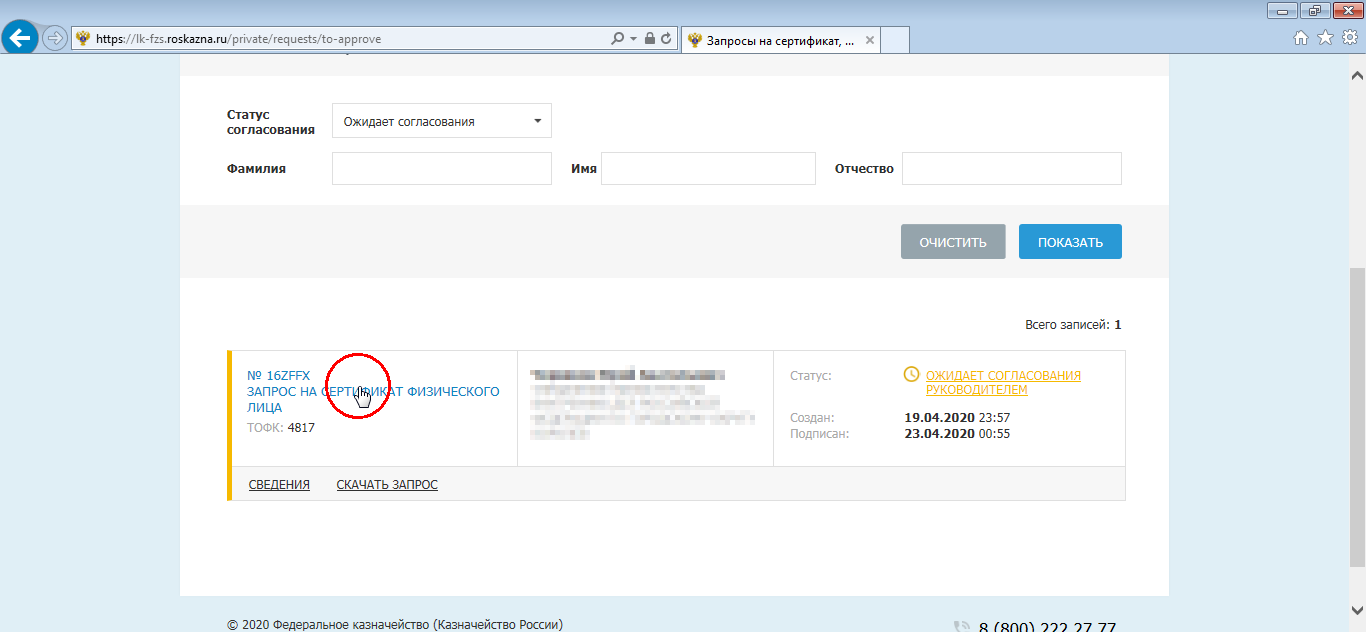 https://lk-fzs.roskazna.ru/private/requests/to-approve
Запросы на сертификат, ...
Статус
согласования
Ожидает согласования
Фамилия
Имя
Отчество
ОЧИСТИТЬ
ПОКАЗАТЬ
Всего записей: 1
№ 16ZFFX
ЗАПРОС НА СЕРТИФИКАТ ФИЗИЧЕСКОГО
ЛИЦА
ТОФК: 4817
Статус:
ОЖИДАЕТ СОГЛАСОВАНИЯ
РУКОВОДИТЕЛЕМ
Создан: 19.04.2020 23:57
Подписан: 23.04.2020 00:55
СВЕДЕНИЯ СКАЧАТЬ ЗАПРОС
© 2020 Федеральное казначейство (Казначейство России)
8 (800) 222 27 77